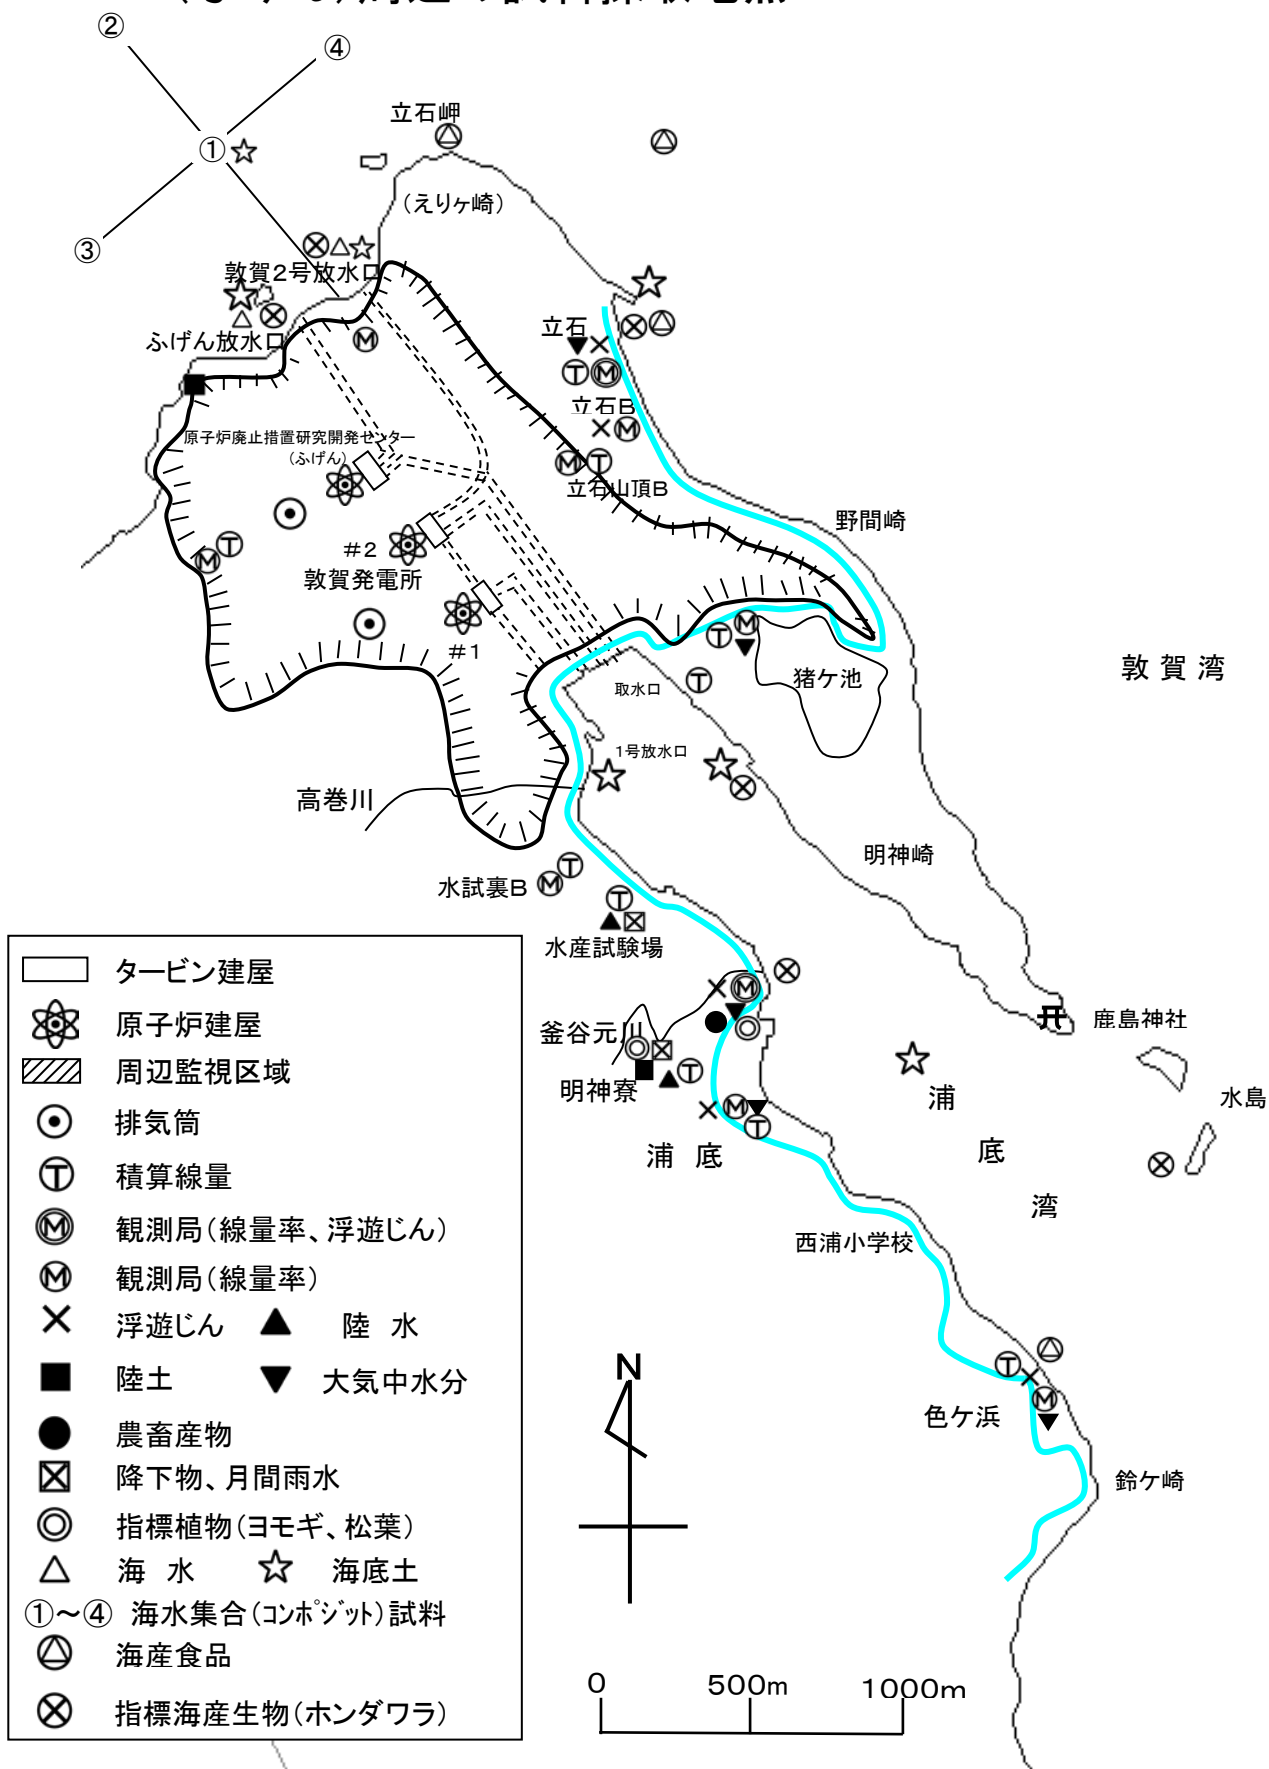 ②
④
立石岬
①
(えりヶ崎)
③
敦賀2号放水口
ふげん放水口
立石
T
M
M
立石B
M
原子炉廃止措置研究開発センター
(ふげん)
M
T
立石山頂B
野間崎
M
T
#2
敦賀発電所
#1
T
M
猪ケ池
敦賀湾
取水口
T
1号放水口
高巻川
明神崎
水試裏B
M
T
T
水産試験場
M
釜谷元川
鹿島神社
明神寮
T
水島
M
T
浦底
浦底湾
西浦小学校
T
M
色ケ浜
鈴ケ崎
タービン建屋
原子炉建屋
周辺監視区域
排気筒
T 積算線量
M 観測局(線量率、浮遊じん)
M 観測局(線量率)
浮遊じん 陸水
陸土 大気中水分
農畜産物
降下物、月間雨水
指標植物(ヨモギ、松葉)
海水 海底土
①~④ 海水集合(コンポジット)試料
海産食品
指標海産生物(ホンダワラ)
N
0 500m 1000m